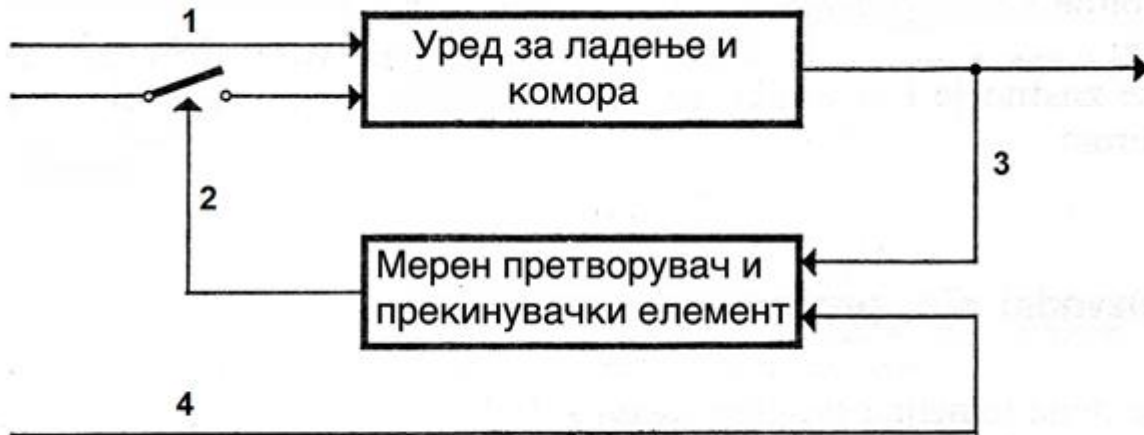 1
Уред за ладење и
комора
2
3
Мерен претворувач и
прекинувачки елемент
4